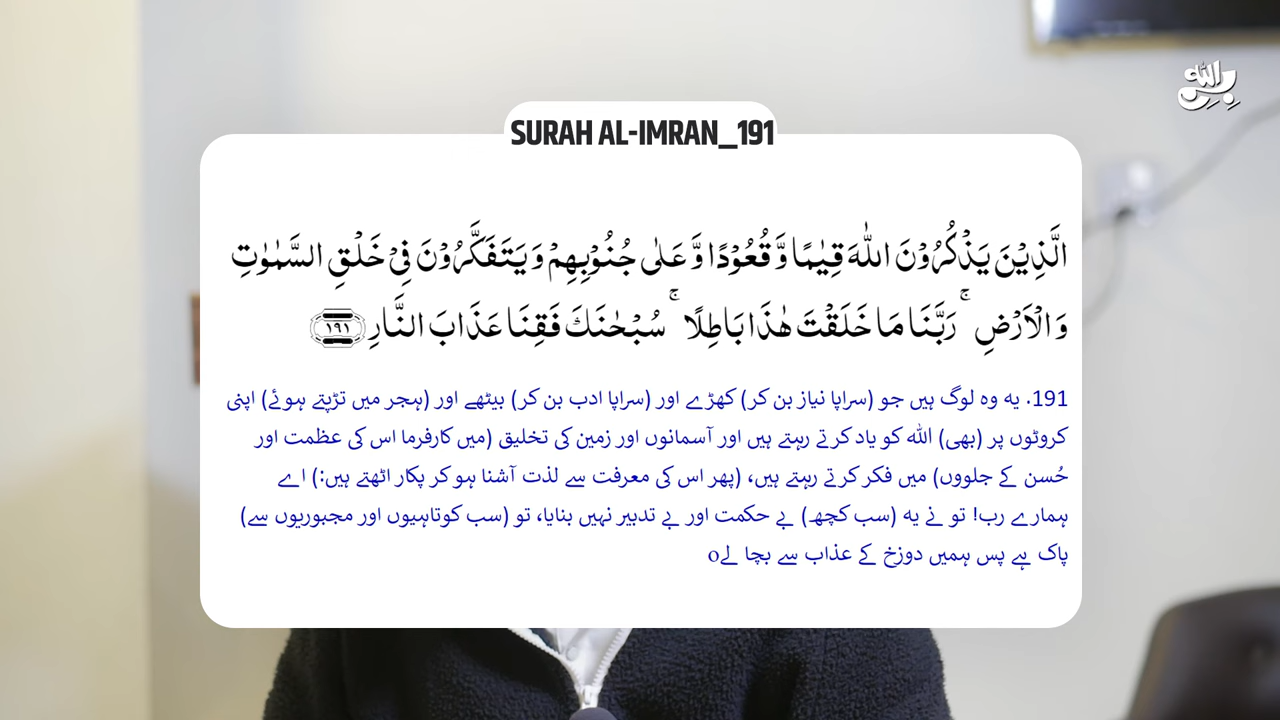 بسم الله
SURAH AL-IMRAN_191
الَّذِیْنَ یَذْكُرُوْنَ اللّٰهَ قِیٰمًا وَّ قُعُوْدًا وَّ عَلٰی جُنُوْبِهِمْ وَ یَتَفَكَّرُوْنَ فِیْ خَلْقِ السَّمٰوٰتِ
وَ الْاَرْضِ ۚ رَبَّنَا مَا خَلَقْتَ هٰذَا بَاطِلًا ۚ سُبْحٰنَكَ فَقِنَا عَذَابَ النَّارِ ﴿۱۹۱﴾
191. یہ وہ لوگ ہیں جو (سراپا نیاز بن کر) کھڑے اور (سراپا ادب بن کر) بیٹھے اور (ہجر میں تڑپتے ہوئے) اپنی
کروٹوں پر (بھی) اللہ کو یاد کرتے رہتے ہیں اور آسمانوں اور زمین کی تخلیق (میں کارفرما اس کی عظمت اور
حُسن کے جلووں) میں فکر کرتے رہتے ہیں، (پھر اس کی معرفت سے لذت آشنا ہوکر پکار اٹھتے ہیں:) اے
ہمارے رب! تو نے یہ (سب کچھ) بے حکمت اور بے تدبیر نہیں بنایا، تو (سب کوتاہیوں اور مجبوریوں سے)
پاک ہے پس ہمیں دوزخ کے عذاب سے بچا لےo